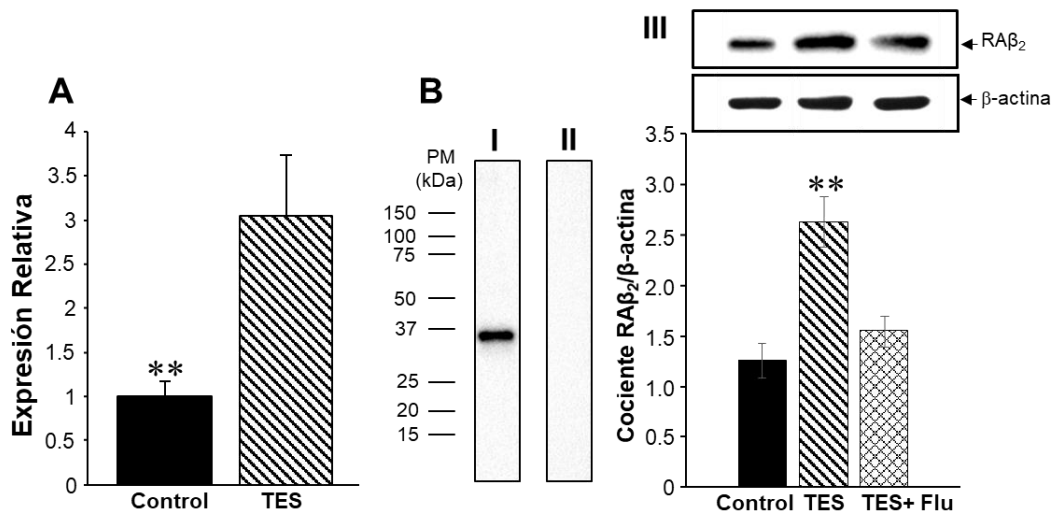 A
Expresión Relativa
4
3.5
3
2.5
2
1.5
1
0.5
0
**
Control
TES
B
PM
(kDa)
I
II
150
100
75
50
37
25
20
15
III
RAβ₂
β-actina
Cociente RAβ₂/β-actina
3.5
3.0
2.5
2.0
1.5
1.0
0.5
0
**
Control
TES
TES+ Flu